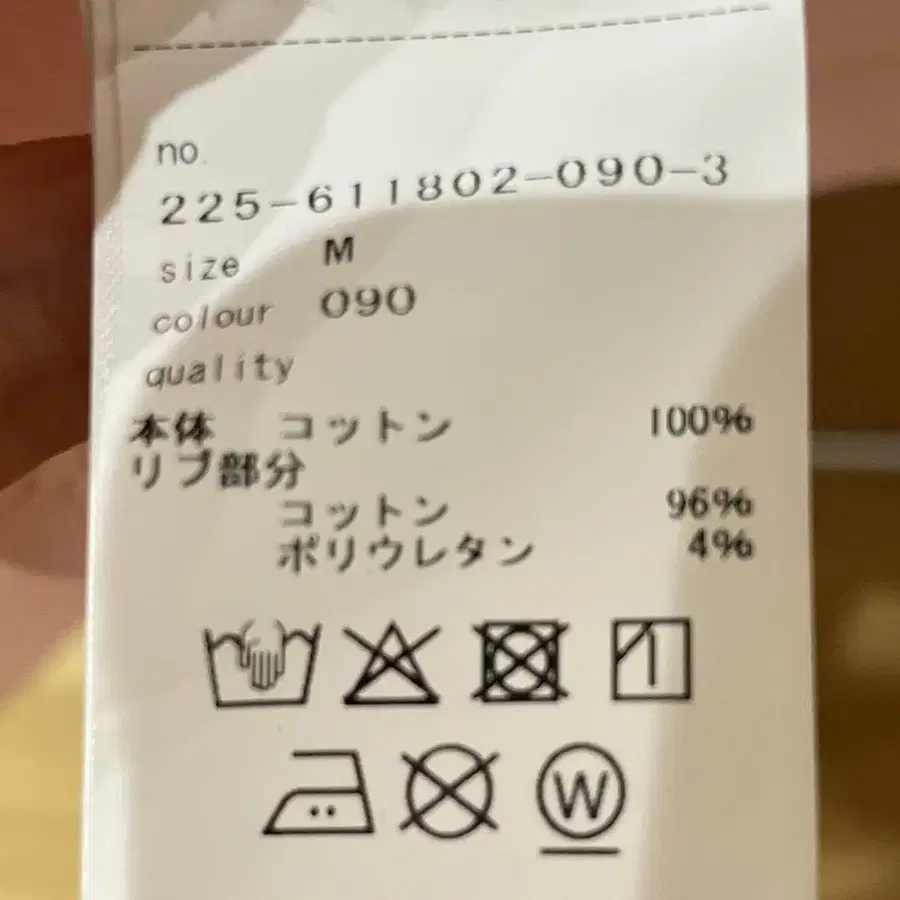 no.
225-611802-090-3
size M
colour 090
quality
本体 コットン 100%
リブ部分
コットン 96%
ポリウレタン 4%
W